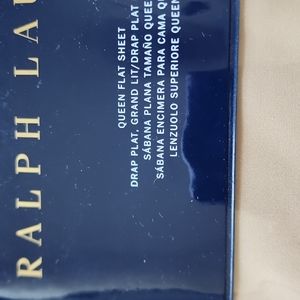 RALPH LAU
QUEEN FLAT SHEET
DRAP PLAT, GRAND LIT/DRAP PLAT
SÁBANA PLANA TAMAÑO QUEE
SÁBANA ENCIMERA PARA CAMA Q
LENZUOLO SUPERIORE QUEEN